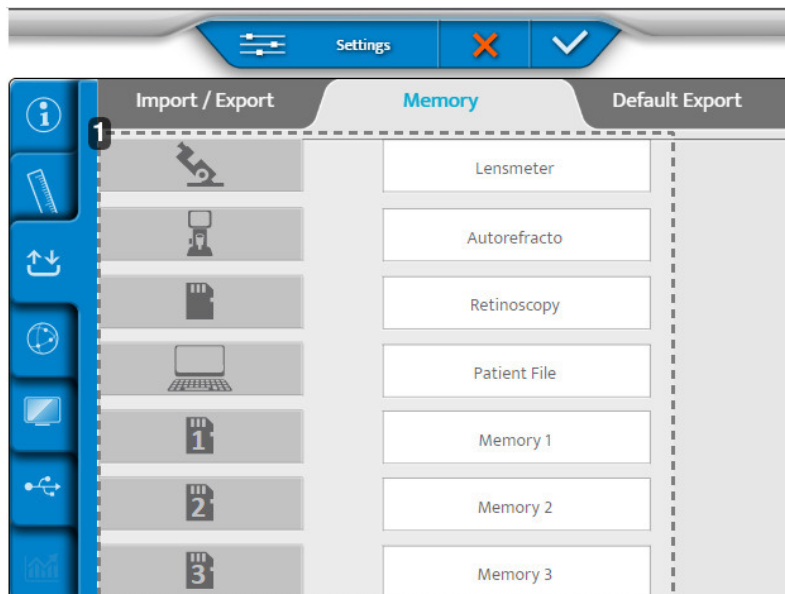 Settings
Import / Export
Memory
Default Export
1
Lensmeter
Autorefracto
Retinoscopy
Patient File
1
Memory 1
2
Memory 2
3
Memory 3